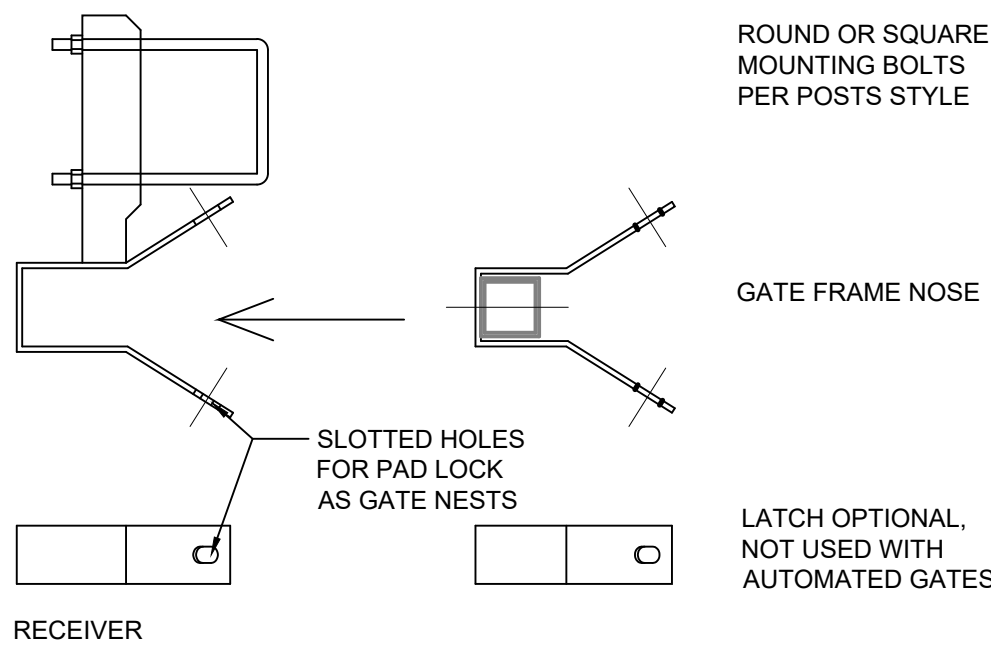 ROUND OR SQUARE
MOUNTING BOLTS
PER POSTS STYLE
GATE FRAME NOSE
SLOTTED HOLES
FOR PAD LOCK
AS GATE NESTS
LATCH OPTIONAL,
NOT USED WITH
AUTOMATED GATES
RECEIVER